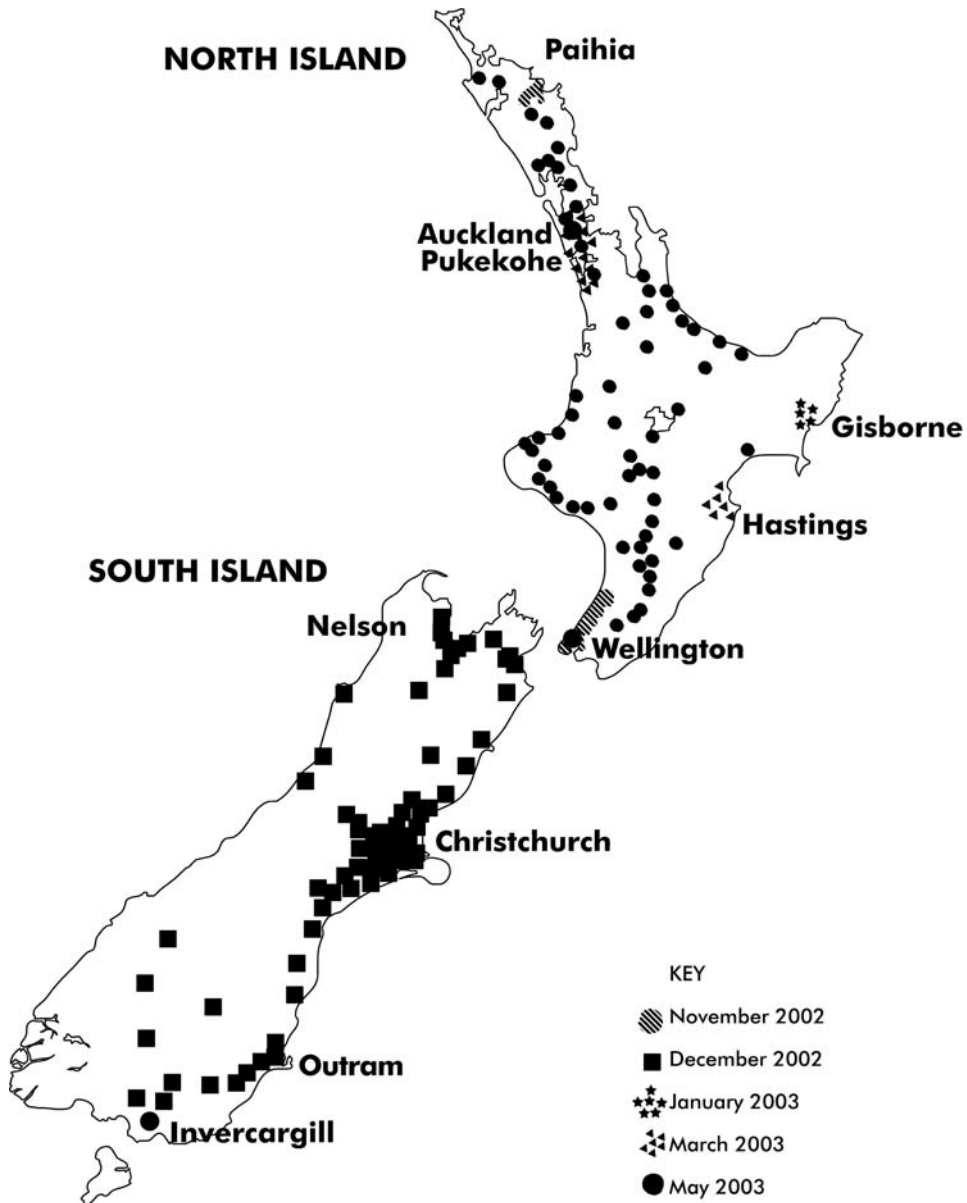 NORTH ISLAND
Paihia
Auckland
Pukekohe
Gisborne
Hastings
SOUTH ISLAND
Nelson
Wellington
Christchurch
Outram
Invercargill
KEY
November 2002
December 2002
January 2003
March 2003
May 2003